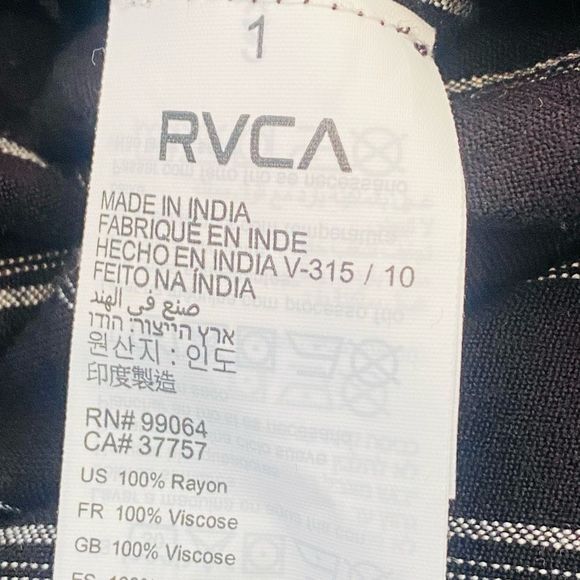 1
RVCA
MADE IN INDIA
FABRIQUÉ EN INDE
HECHO EN INDIA V-315 / 10
FEITO NA ÍNDIA
صنع في الهند
ארץ הייצור: הודו
원산지 : 인도
印度製造
RN# 99064
CA# 37757
US 100% Rayon
FR 100% Viscose
GB 100% Viscose